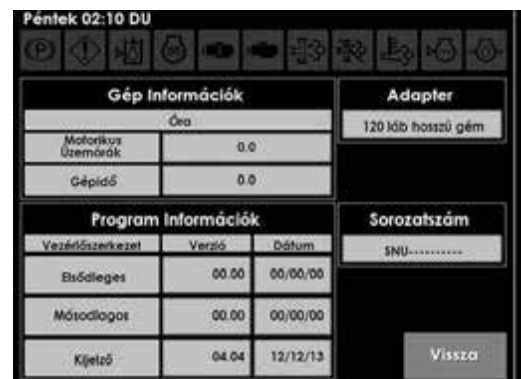 Péntek 02:10 DU
Gép Információk
Óra
Motorikus Üzemórák 0.0
Gépidő 0.0
Adapter
120 láb hosszú gém
Program Információk
Vezérlőszerkezet Verzió Dátum
Elsődleges 00.00 00/00/00
Másodlagos 00.00 00/00/00
Kijelző 04.04 12/12/13
Sorozatszám
SNU----------
Vissza